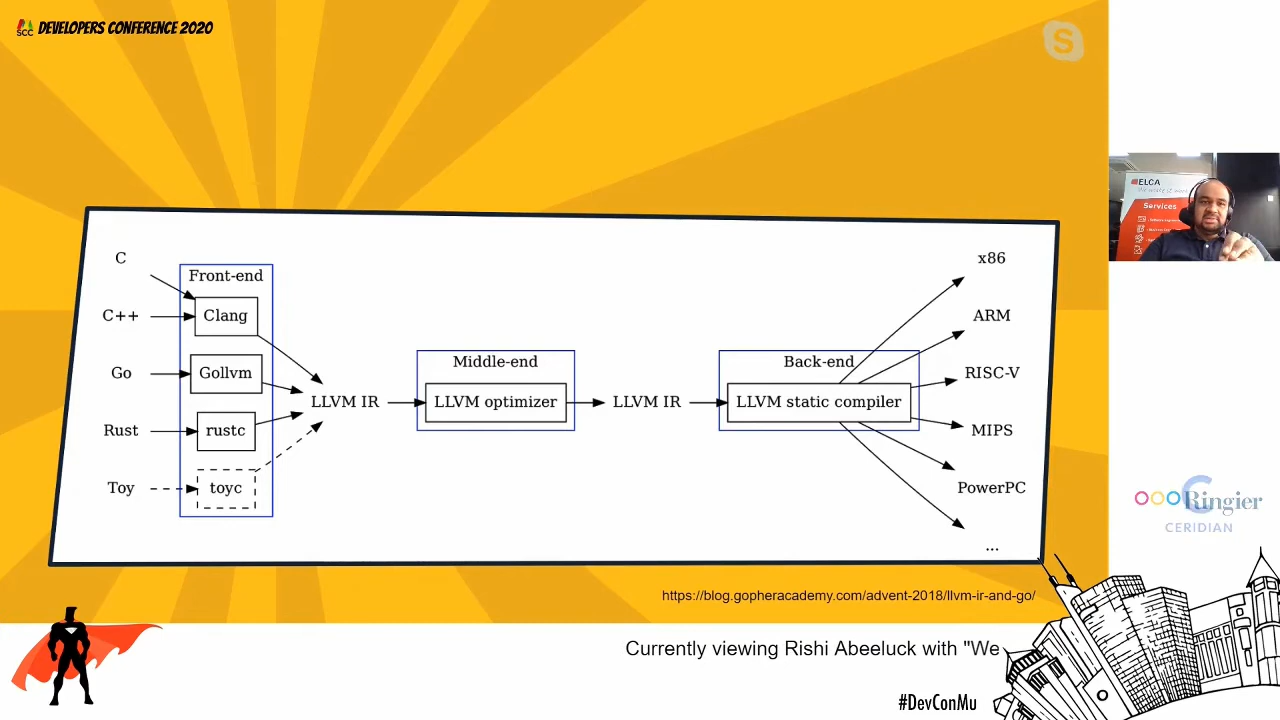 SCC DEVELOPERS CONFERENCE 2020
S
ELCA
Services
C
C++
Go
Rust
Toy
Front-end
Clang
Gollvm
rustc
toyc
LLVM IR
Middle-end
LLVM optimizer
LLVM IR
Back-end
LLVM static compiler
x86
ARM
RISC-V
MIPS
PowerPC
...
https://blog.gopheracademy.com/advent-2018/llvm-ir-and-go/
Ringier
CERIDIAN
Currently viewing Rishi Abeeluck with "We
#DevConMu